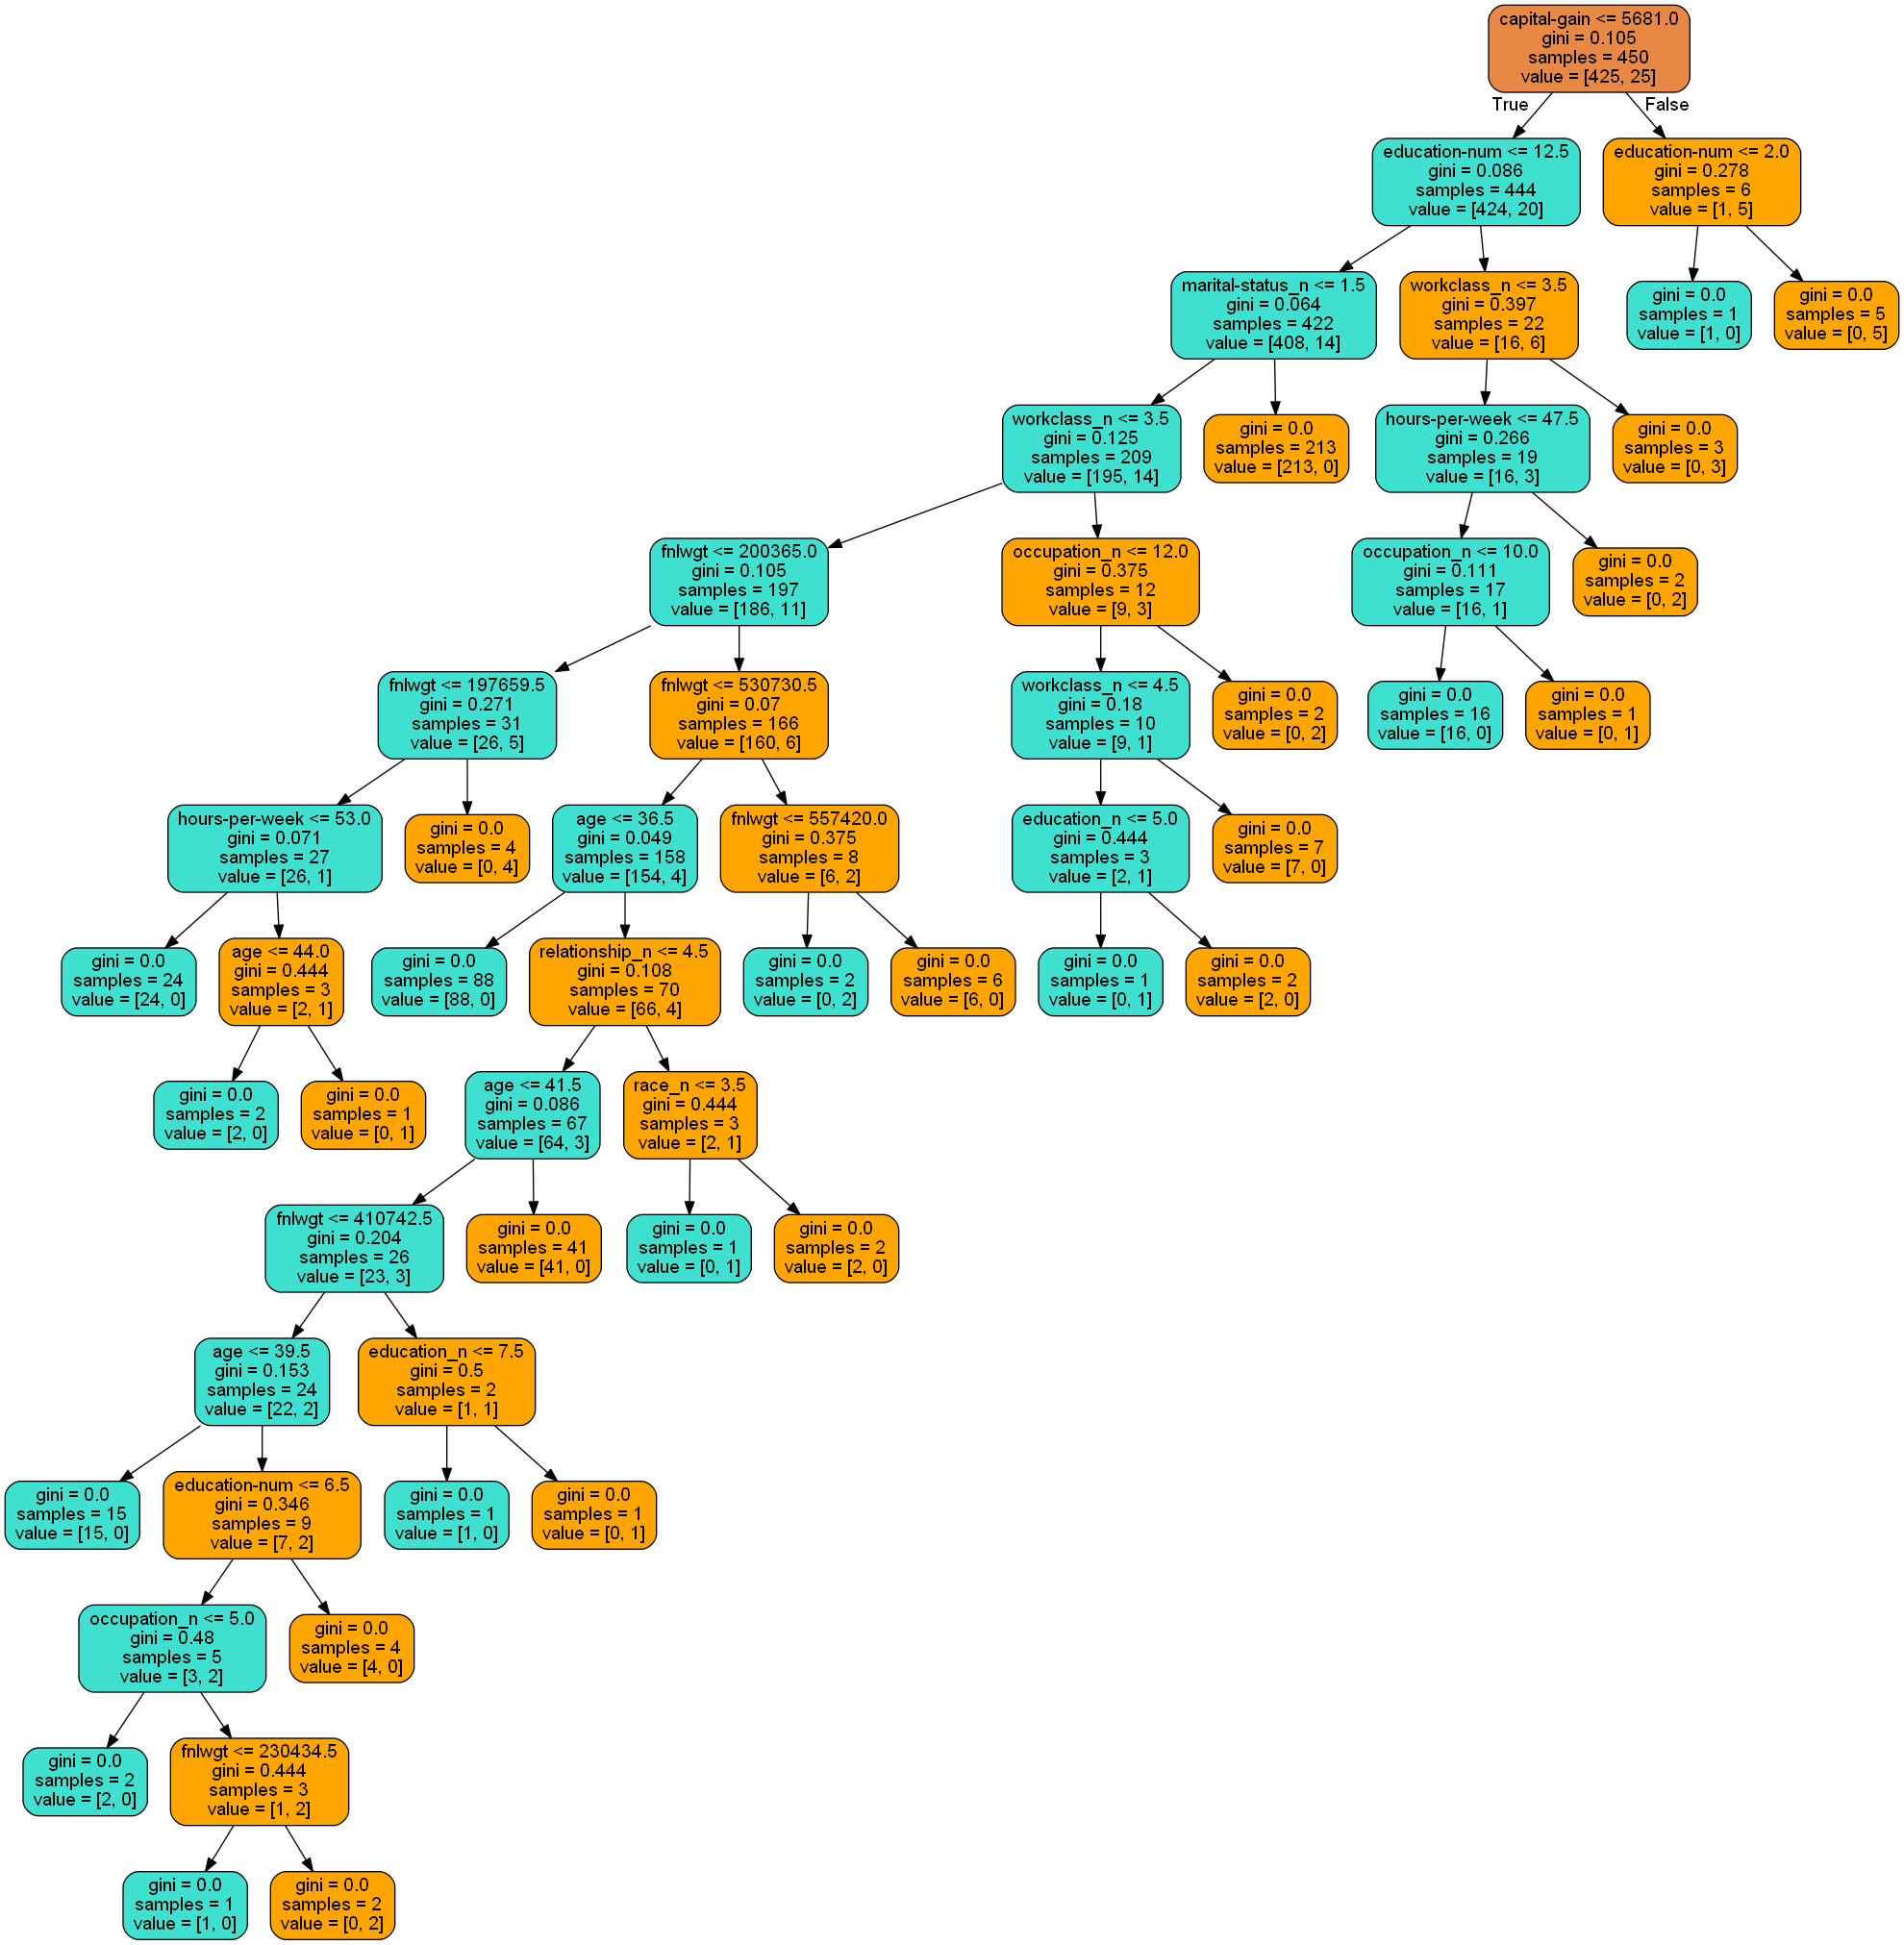 capital-gain <= 5681.0
gini = 0.105
samples = 450
value = [425, 25]
True
False
education-num <= 12.5
gini = 0.086
samples = 444
value = [424, 20]
education-num <= 2.0
gini = 0.278
samples = 6
value = [1, 5]
marital-status_n <= 1.5
gini = 0.064
samples = 422
value = [408, 14]
workclass_n <= 3.5
gini = 0.397
samples = 22
value = [16, 6]
gini = 0.0
samples = 1
value = [1, 0]
gini = 0.0
samples = 5
value = [0, 5]
workclass_n <= 3.5
gini = 0.125
samples = 209
value = [195, 14]
gini = 0.0
samples = 213
value = [213, 0]
hours-per-week <= 47.5
gini = 0.266
samples = 19
value = [16, 3]
gini = 0.0
samples = 3
value = [0, 3]
fnlwgt <= 200365.0
gini = 0.105
samples = 197
value = [186, 11]
occupation_n <= 12.0
gini = 0.375
samples = 12
value = [9, 3]
occupation_n <= 10.0
gini = 0.111
samples = 17
value = [16, 1]
gini = 0.0
samples = 2
value = [0, 2]
fnlwgt <= 197659.5
gini = 0.271
samples = 31
value = [26, 5]
fnlwgt <= 530730.5
gini = 0.07
samples = 166
value = [160, 6]
workclass_n <= 4.5
gini = 0.18
samples = 10
value = [9, 1]
gini = 0.0
samples = 2
value = [0, 2]
gini = 0.0
samples = 16
value = [16, 0]
gini = 0.0
samples = 1
value = [0, 1]
hours-per-week <= 53.0
gini = 0.071
samples = 27
value = [26, 1]
gini = 0.0
samples = 4
value = [0, 4]
age <= 36.5
gini = 0.049
samples = 158
value = [154, 4]
fnlwgt <= 557420.0
gini = 0.375
samples = 8
value = [6, 2]
education_n <= 5.0
gini = 0.444
samples = 3
value = [2, 1]
gini = 0.0
samples = 7
value = [7, 0]
gini = 0.0
samples = 24
value = [24, 0]
age <= 44.0
gini = 0.444
samples = 3
value = [2, 1]
gini = 0.0
samples = 88
value = [88, 0]
relationship_n <= 4.5
gini = 0.108
samples = 70
value = [66, 4]
gini = 0.0
samples = 2
value = [0, 2]
gini = 0.0
samples = 6
value = [6, 0]
gini = 0.0
samples = 1
value = [0, 1]
gini = 0.0
samples = 2
value = [2, 0]
gini = 0.0
samples = 2
value = [2, 0]
gini = 0.0
samples = 1
value = [0, 1]
age <= 41.5
gini = 0.086
samples = 67
value = [64, 3]
race_n <= 3.5
gini = 0.444
samples = 3
value = [2, 1]
fnlwgt <= 410742.5
gini = 0.204
samples = 26
value = [23, 3]
gini = 0.0
samples = 41
value = [41, 0]
gini = 0.0
samples = 1
value = [0, 1]
gini = 0.0
samples = 2
value = [2, 0]
age <= 39.5
gini = 0.153
samples = 24
value = [22, 2]
education_n <= 7.5
gini = 0.5
samples = 2
value = [1, 1]
gini = 0.0
samples = 15
value = [15, 0]
education-num <= 6.5
gini = 0.346
samples = 9
value = [7, 2]
gini = 0.0
samples = 1
value = [1, 0]
gini = 0.0
samples = 1
value = [0, 1]
occupation_n <= 5.0
gini = 0.48
samples = 5
value = [3, 2]
gini = 0.0
samples = 4
value = [4, 0]
gini = 0.0
samples = 2
value = [2, 0]
fnlwgt <= 230434.5
gini = 0.444
samples = 3
value = [1, 2]
gini = 0.0
samples = 1
value = [1, 0]
gini = 0.0
samples = 2
value = [0, 2]